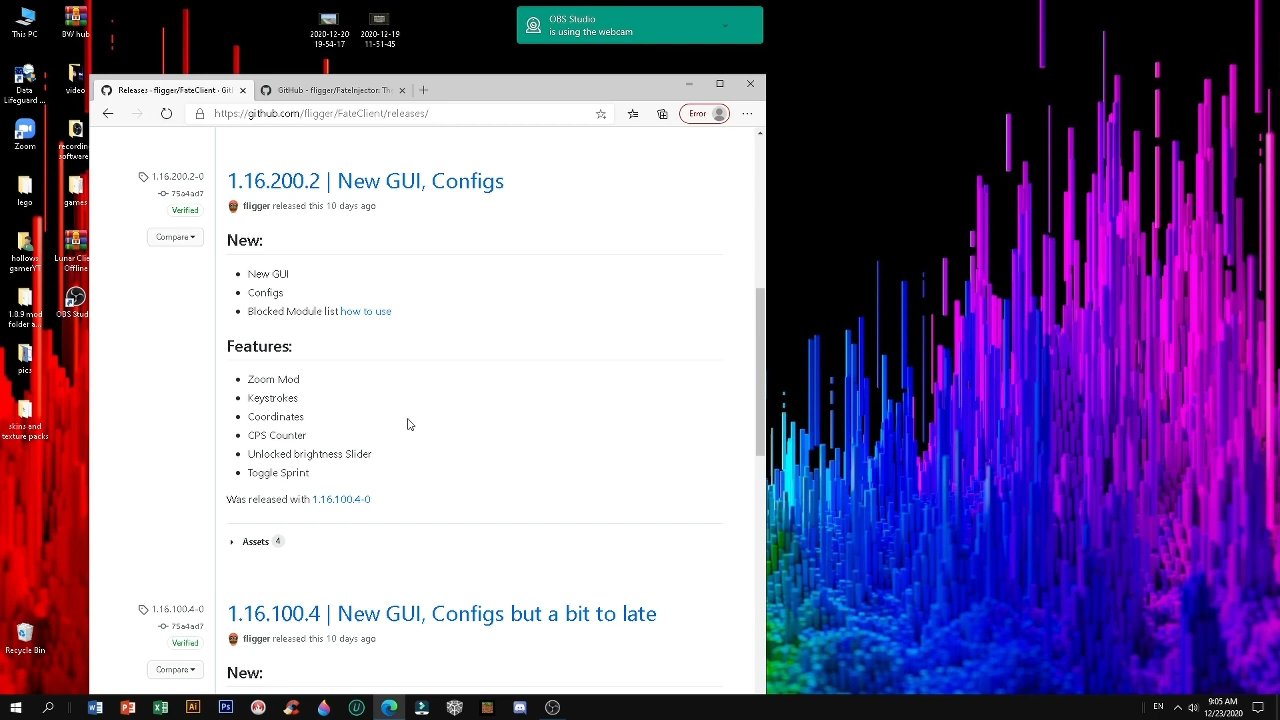 This PC
BW hub
2020-12-20
19-54-17
2020-12-19
11-51-45
OBS Studio
is using the webcam
Data
Lifeguard ...
video
Zoom
recording
software
lego
games
hollows
gamerYT
Lunar Clie
Offline
1.8.9 mod
folder a...
OBS Stud
pics
skins and
texture packs
Recycle Bin
Releases · fligger/FateClient · Gitl
GitHub - fligger/FateInjector: The
https://github.com/fligger/FateClient/releases/
Error
1.16.200.2-0
75a4ad7
Verified
Compare
1.16.200.2 | New GUI, Configs
fligger released this 10 days ago
New:
New GUI
Configs
Blocked Module list how to use
Features:
Zoom Mod
Keystrokes
Coordinates
CPS Counter
Unlocked brightness Slider
Toggle Sprint
Was released with 1.16.100.4-0
Assets 4
1.16.100.4-0
75a4ad7
Verified
Compare
1.16.100.4 | New GUI, Configs but a bit to late
fligger released this 10 days ago
New:
EN
9:05 AM
12/23/2020